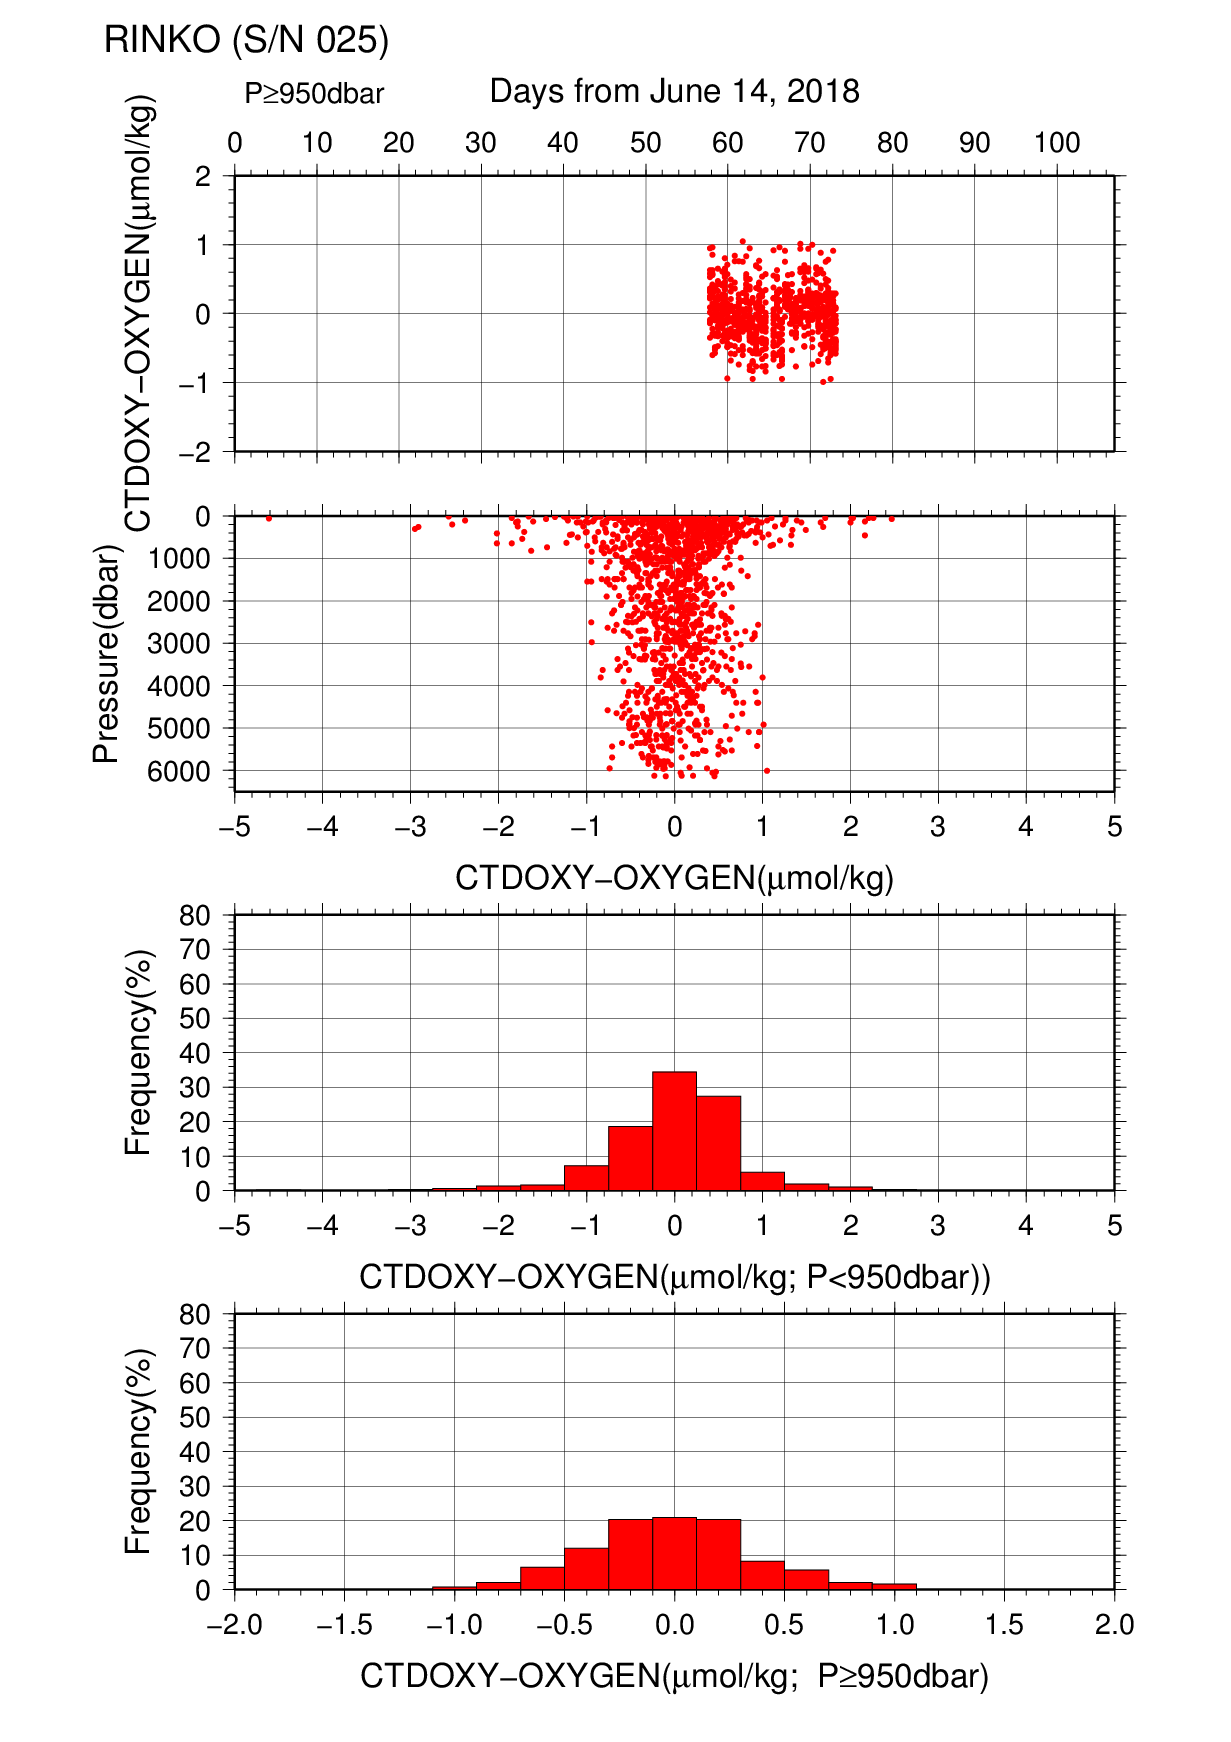 RINKO (S/N 025)
P≥950dbar
Days from June 14, 2018
0 10 20 30 40 50 60 70 80 90 100
CTDOXY−OXYGEN(μmol/kg)
2
1
0
−1
−2
Pressure(dbar)
0
1000
2000
3000
4000
5000
6000
−5 −4 −3 −2 −1 0 1 2 3 4 5
CTDOXY−OXYGEN(μmol/kg)
Frequency(%)
80
70
60
50
40
30
20
10
0
−5 −4 −3 −2 −1 0 1 2 3 4 5
CTDOXY−OXYGEN(μmol/kg; P<950dbar))
Frequency(%)
80
70
60
50
40
30
20
10
0
−2.0 −1.5 −1.0 −0.5 0.0 0.5 1.0 1.5 2.0
CTDOXY−OXYGEN(μmol/kg; P≥950dbar)